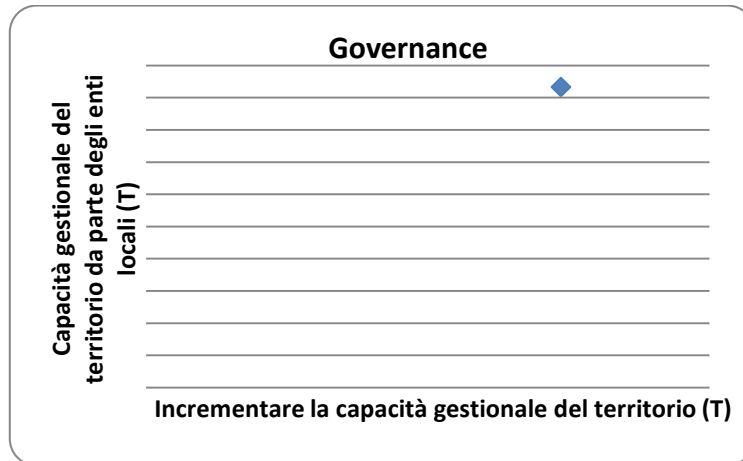 Governance
Capacità gestionale del
territorio da parte degli enti
locali (T)
Incrementare la capacità gestionale del territorio (T)